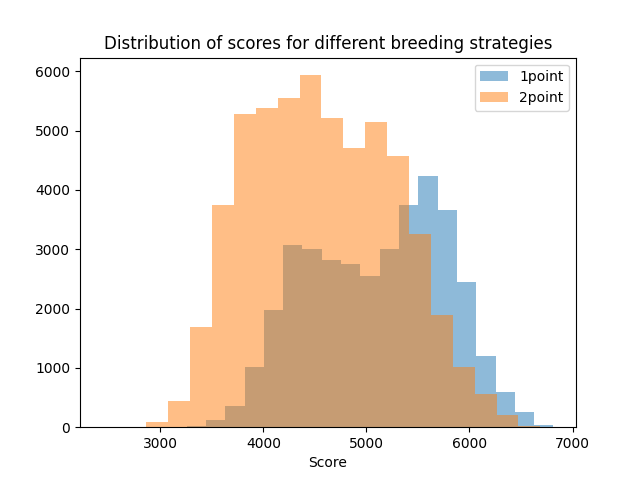 Distribution of scores for different breeding strategies
1point
2point
6000
5000
4000
3000
2000
1000
0
3000 4000 5000 6000 7000
Score